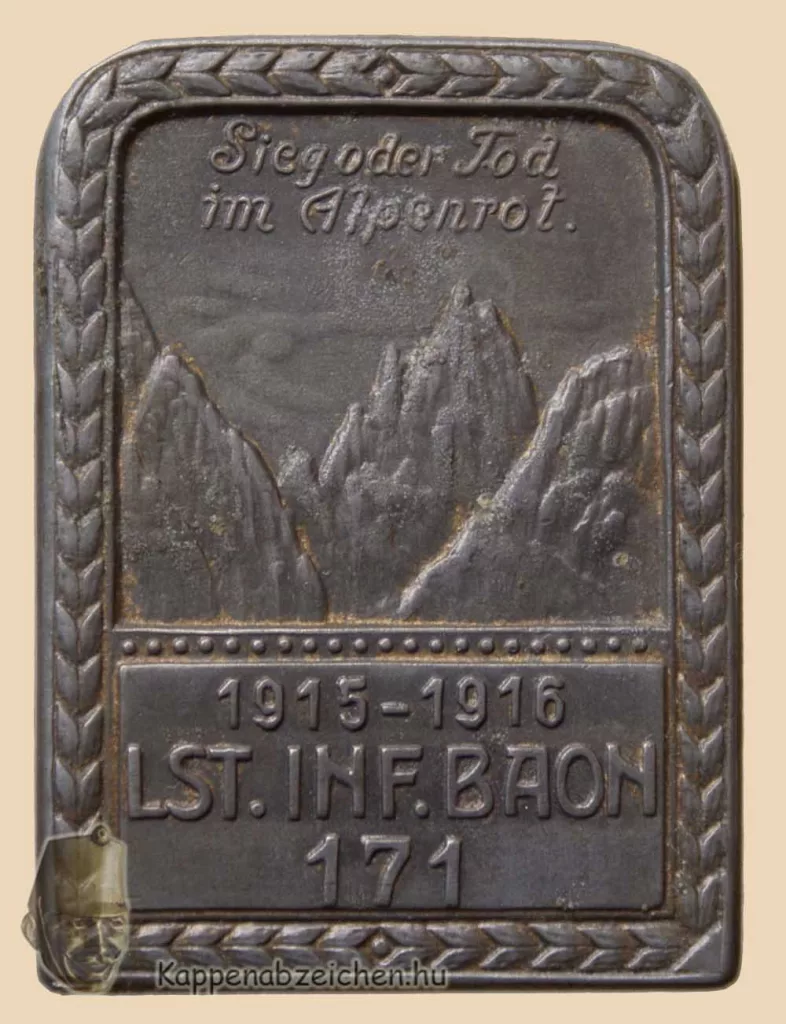 Sieg oder Tod
im Alpenrot.
1915-1916
LST. INF. BAON
171
Kappenabzeichen.hu